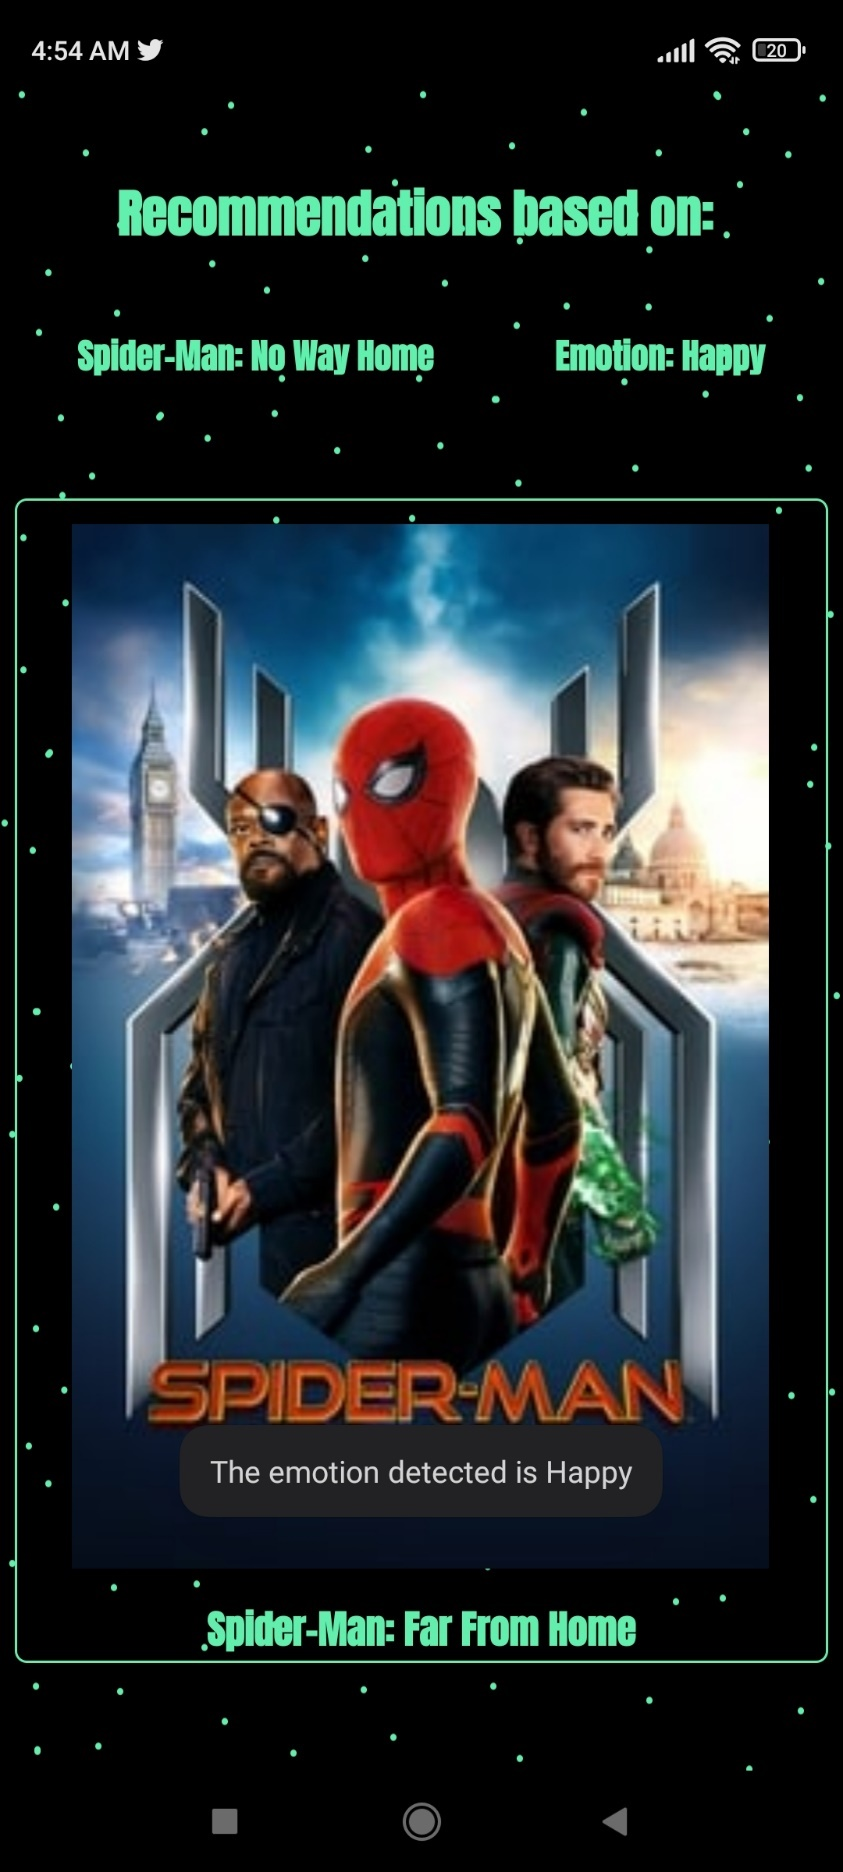 4:54 AM
20
Recommendations based on:
Spider-Man: No Way Home
Emotion: Happy
SPIDER-MAN
The emotion detected is Happy
Spider-Man: Far From Home